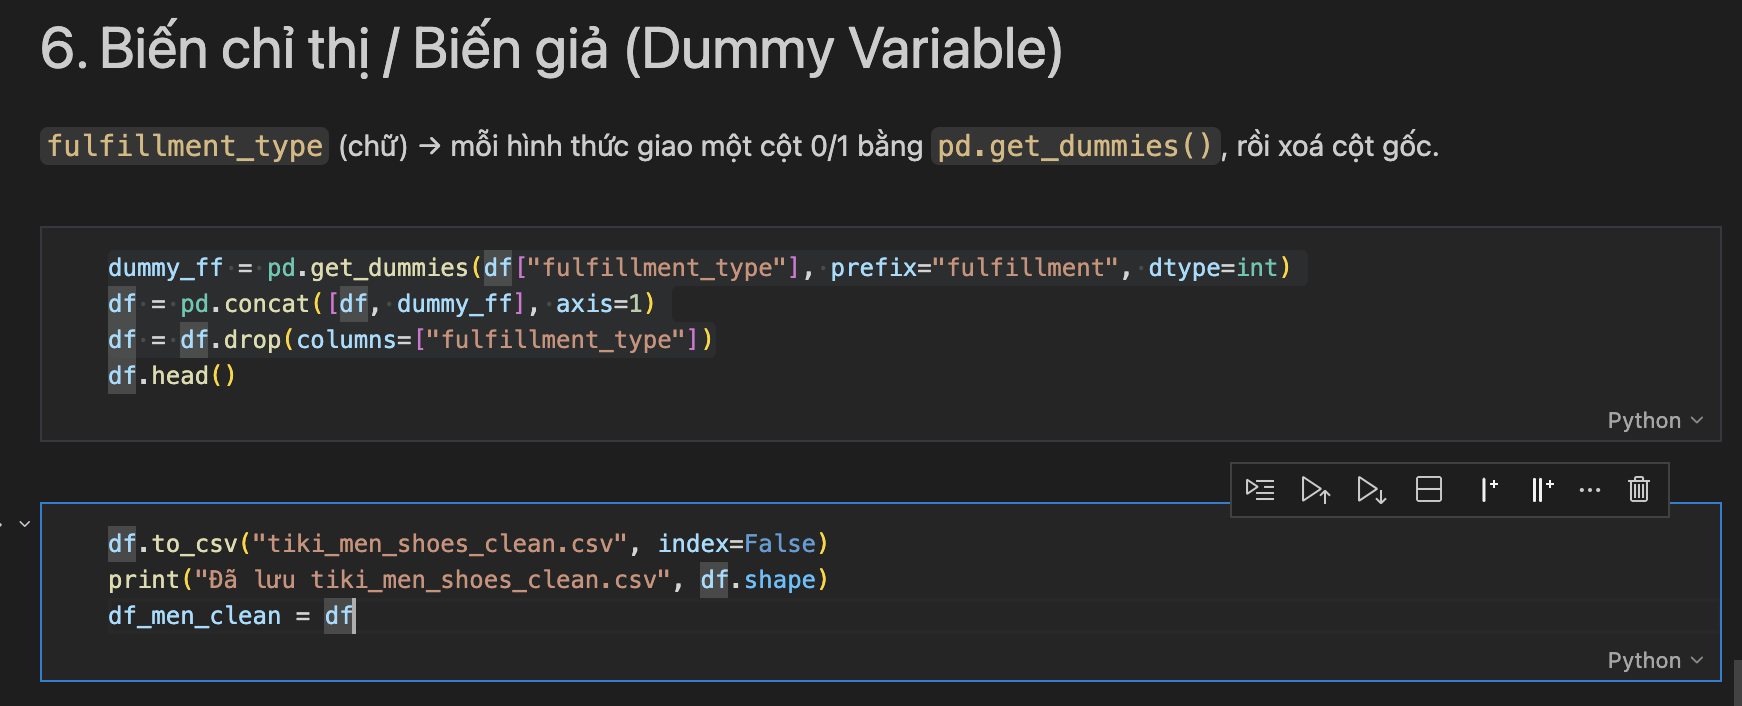 6. Biến chỉ thị / Biến giả (Dummy Variable)
fulfillment_type (chữ) → mỗi hình thức giao một cột 0/1 bằng pd.get_dummies(), rồi xoá cột gốc.
dummy_ff = pd.get_dummies(df["fulfillment_type"], prefix="fulfillment", dtype=int)
df = pd.concat([df, dummy_ff], axis=1)
df = df.drop(columns=["fulfillment_type"])
df.head()
Python
df.to_csv("tiki_men_shoes_clean.csv", index=False)
print("Đã lưu tiki_men_shoes_clean.csv", df.shape)
df_men_clean = df
Python